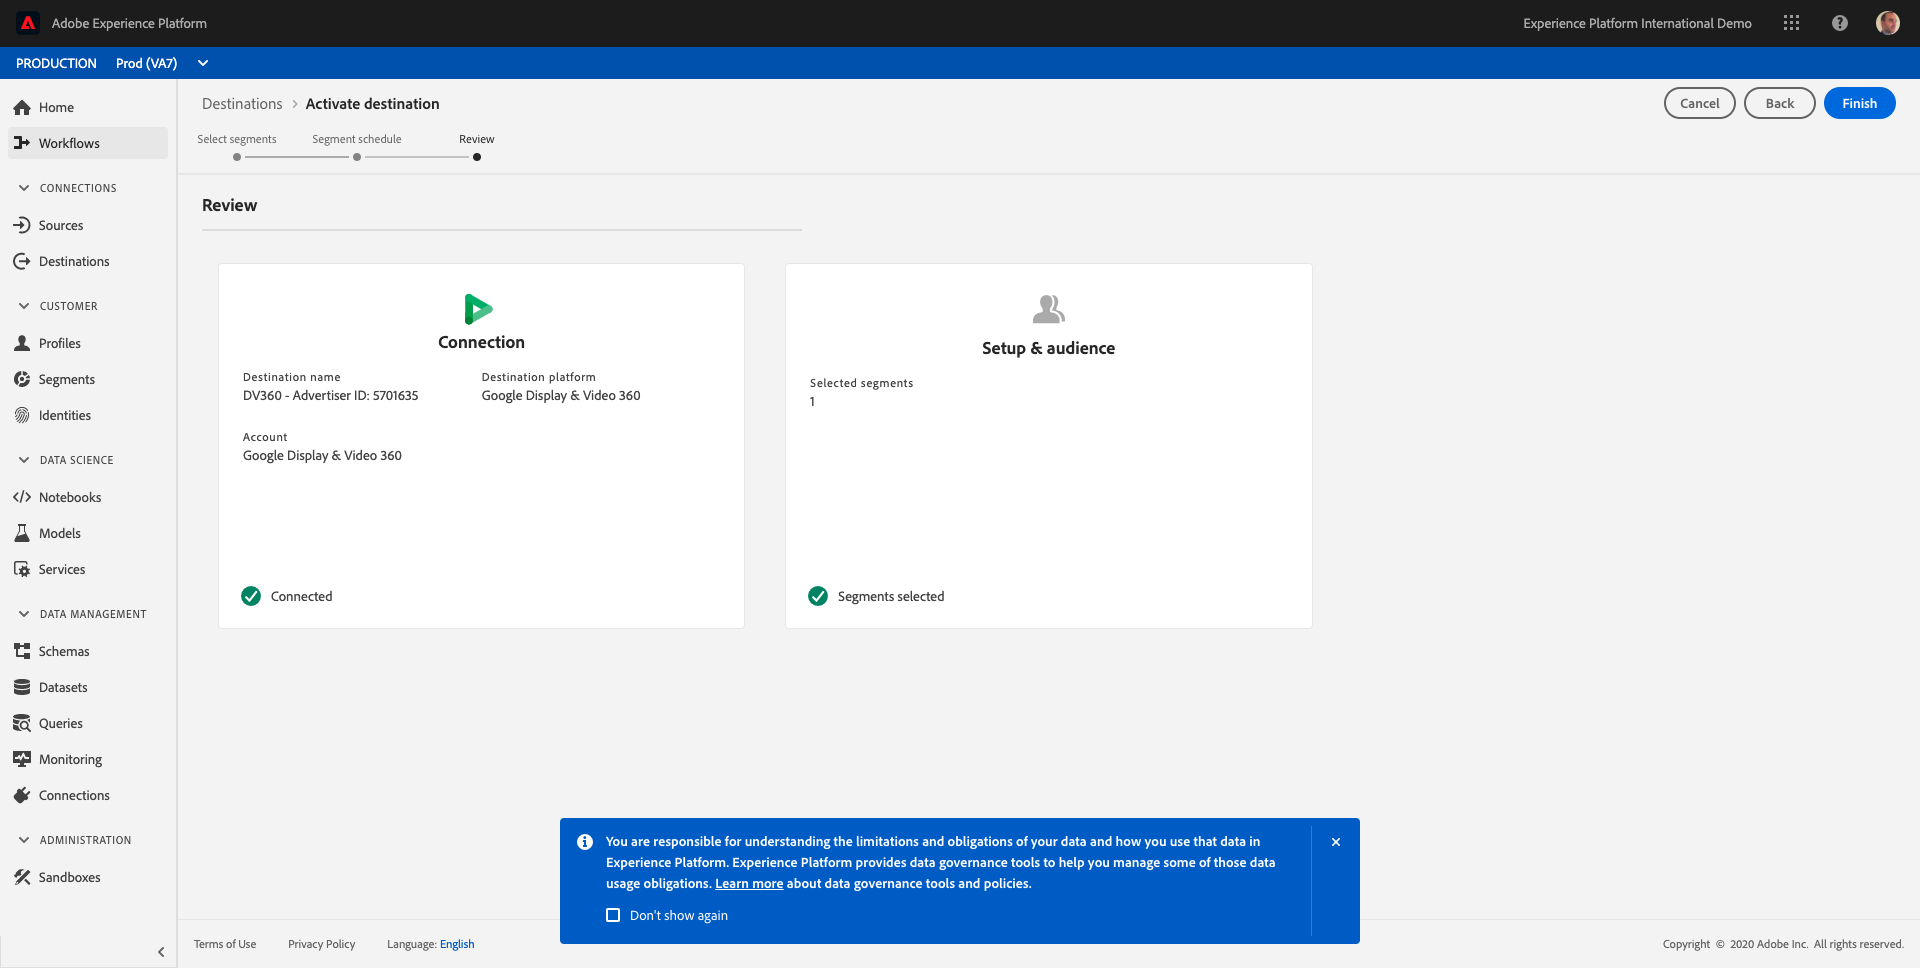 Adobe Experience Platform
Experience Platform International Demo
PRODUCTION Prod (VA7)
Home
Workflows
CONNECTIONS
Sources
Destinations
CUSTOMER
Profiles
Segments
Identities
DATA SCIENCE
Notebooks
Models
Services
DATA MANAGEMENT
Schemas
Datasets
Queries
Monitoring
Connections
ADMINISTRATION
Sandboxes
Destinations > Activate destination
Cancel
Back
Finish
Select segments
Segment schedule
Review
Review
Connection
Destination name
DV360 - Advertiser ID: 5701635
Destination platform
Google Display & Video 360
Account
Google Display & Video 360
Connected
Setup & audience
Selected segments
1
Segments selected
You are responsible for understanding the limitations and obligations of your data and how you use that data in
Experience Platform. Experience Platform provides data governance tools to help you manage some of those data
usage obligations. Learn more about data governance tools and policies.
Don't show again
Terms of Use
Privacy Policy
Language: English
Copyright © 2020 Adobe Inc. All rights reserved.